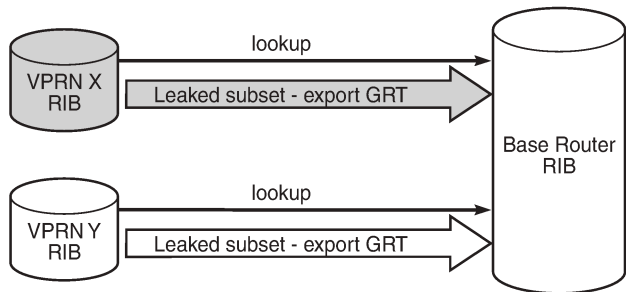 lookup
VPRN X
RIB
Leaked subset - export GRT
Base Router
RIB
lookup
VPRN Y
RIB
Leaked subset - export GRT